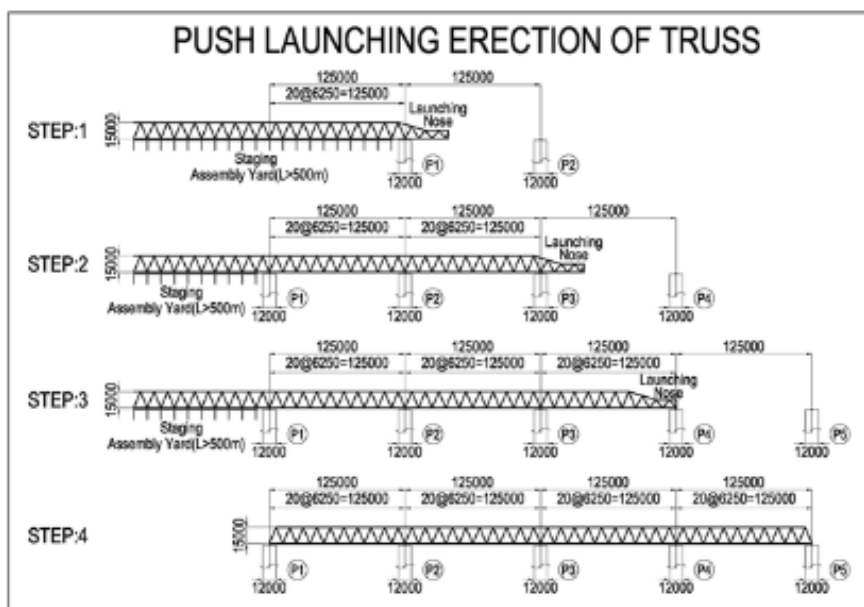 PUSH LAUNCHING ERECTION OF TRUSS
125000 125000
20@6250=125000
Launching
Nose
STEP:1
15000
Staging
Assembly Yard(L>500m)
P1 P2
12000 12000
125000 125000 125000
20@6250=125000 20@6250=125000
Launching
Nose
STEP:2
15000
Staging
Assembly Yard(L>500m)
P1 P2 P3 P4
12000 12000 12000 12000
125000 125000 125000 125000
20@6250=125000 20@6250=125000 20@6250=125000
Launching
Nose
STEP:3
15000
Staging
Assembly Yard(L>500m)
P1 P2 P3 P4 P5
12000 12000 12000 12000 12000
125000 125000 125000 125000
20@6250=125000 20@6250=125000 20@6250=125000 20@6250=125000
STEP:4
15000
P1 P2 P3 P4 P5
12000 12000 12000 12000 12000